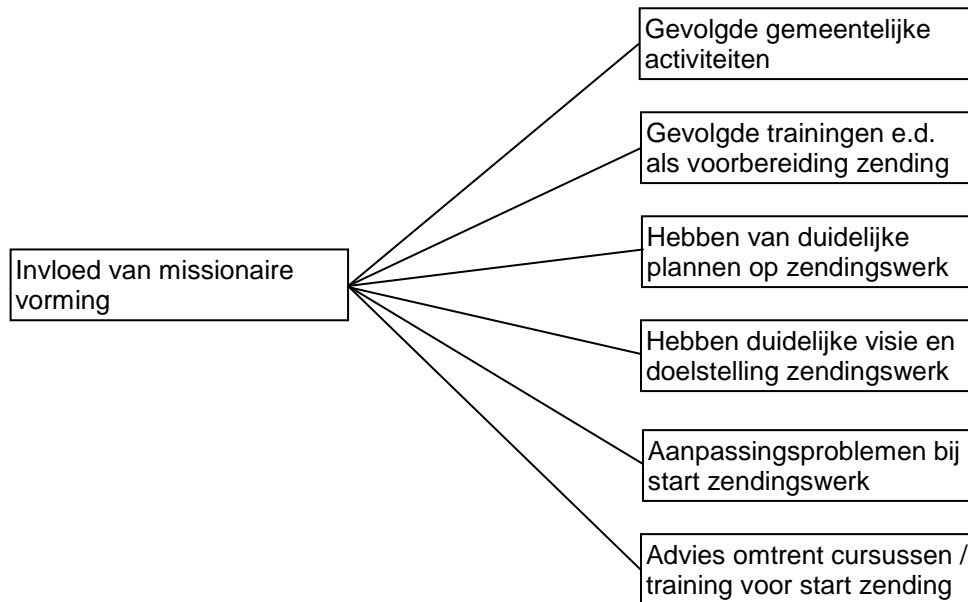 Gevolgde gemeentelijke
activiteiten
Gevolgde trainingen e.d.
als voorbereiding zending
Hebben van duidelijke
plannen op zendingswerk
Invloed van missionaire
vorming
Hebben duidelijke visie en
doelstelling zendingswerk
Aanpassingsproblemen bij
start zendingswerk
Advies omtrent cursussen /
training voor start zending